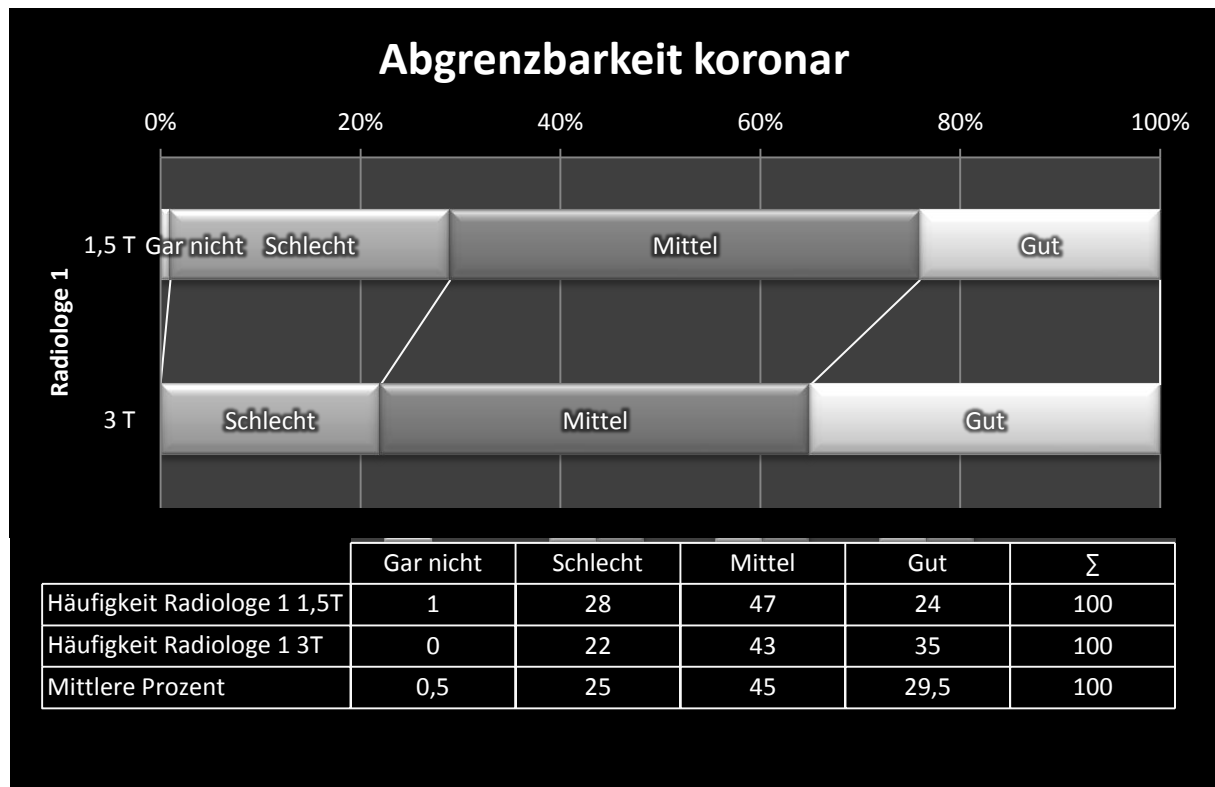 Abgrenzbarkeit koronar
0% 20% 40% 60% 80% 100%
Radiologe 1
1,5 T Gar nicht Schlecht Mittel Gut
3 T Schlecht Mittel Gut
Gar nicht Schlecht Mittel Gut ∑
Häufigkeit Radiologe 1 1,5T 1 28 47 24 100
Häufigkeit Radiologe 1 3T 0 22 43 35 100
Mittlere Prozent 0,5 25 45 29,5 100